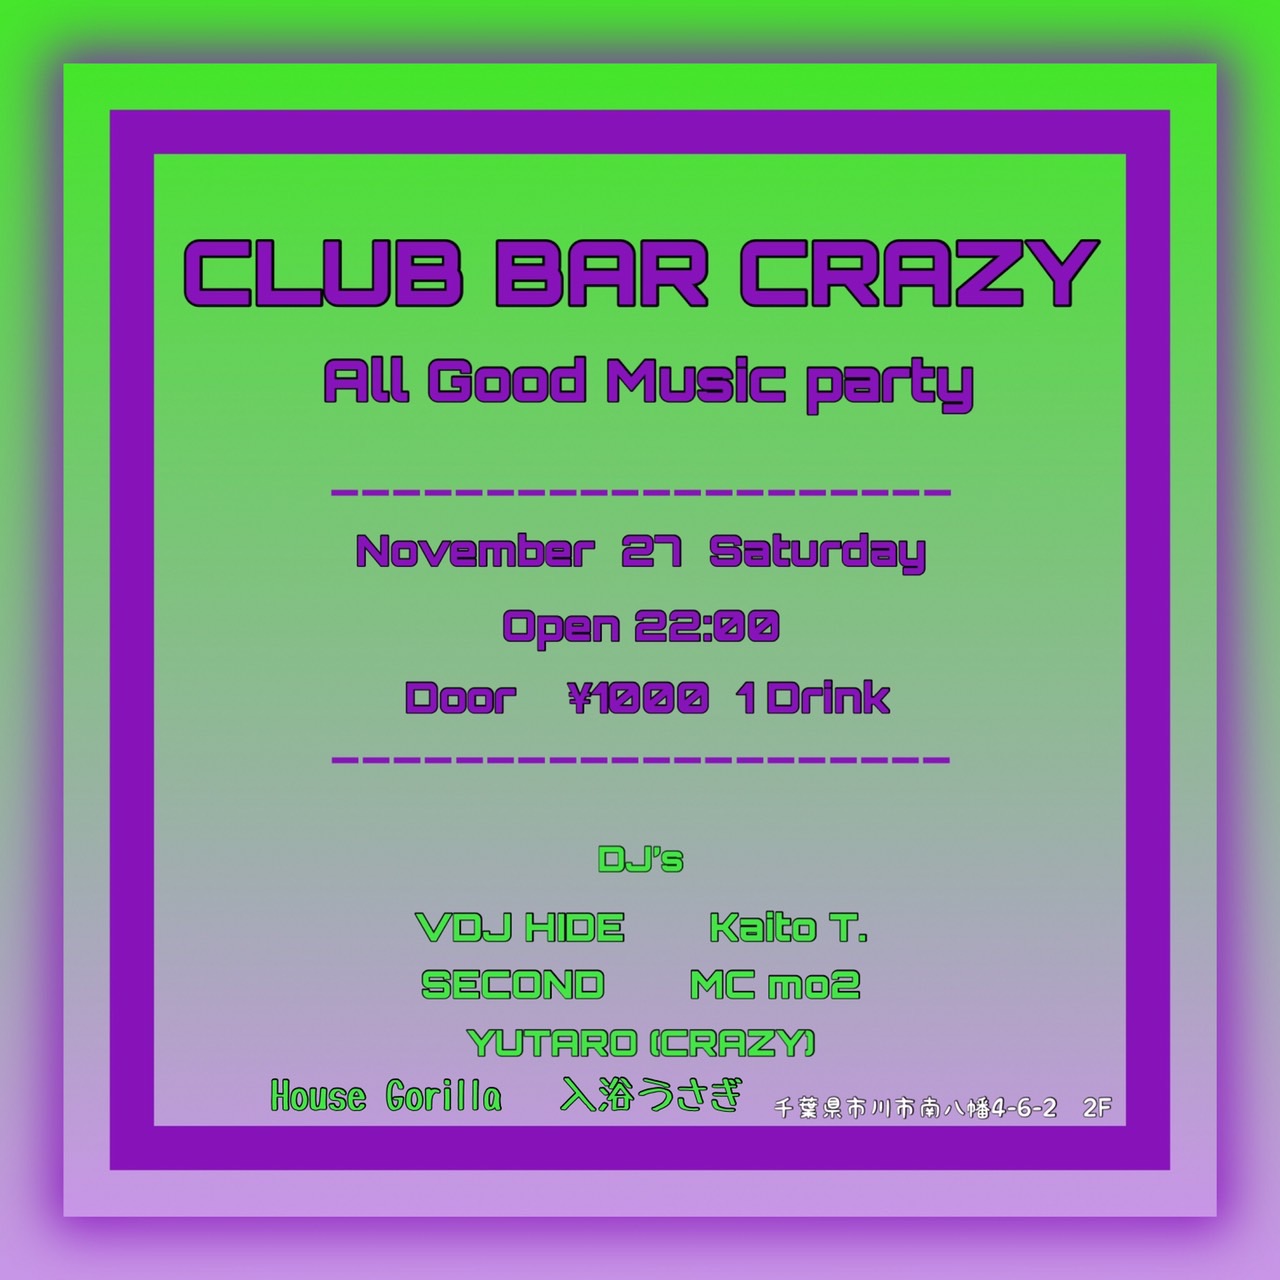 CLUB BAR CRAZY
All Good Music party
--------------------
November 27 Saturday
Open 22:00
Door ¥1000 1 Drink
--------------------
DJ's
VDJ HIDE Kaito T.
SECOND MC mo2
YUTARO (CRAZY)
House Gorilla 入浴うさぎ
千葉県市川市南八幡4-6-2 2F